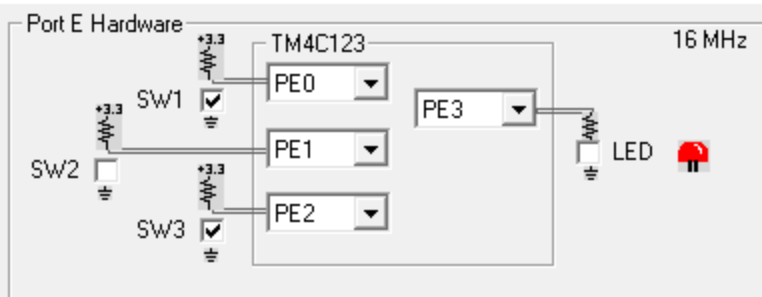 Port E Hardware
+3.3
TM4C123
16 MHz
PE0
SW1
PE3
+3.3
PE1
LED
SW2
+3.3
PE2
SW3